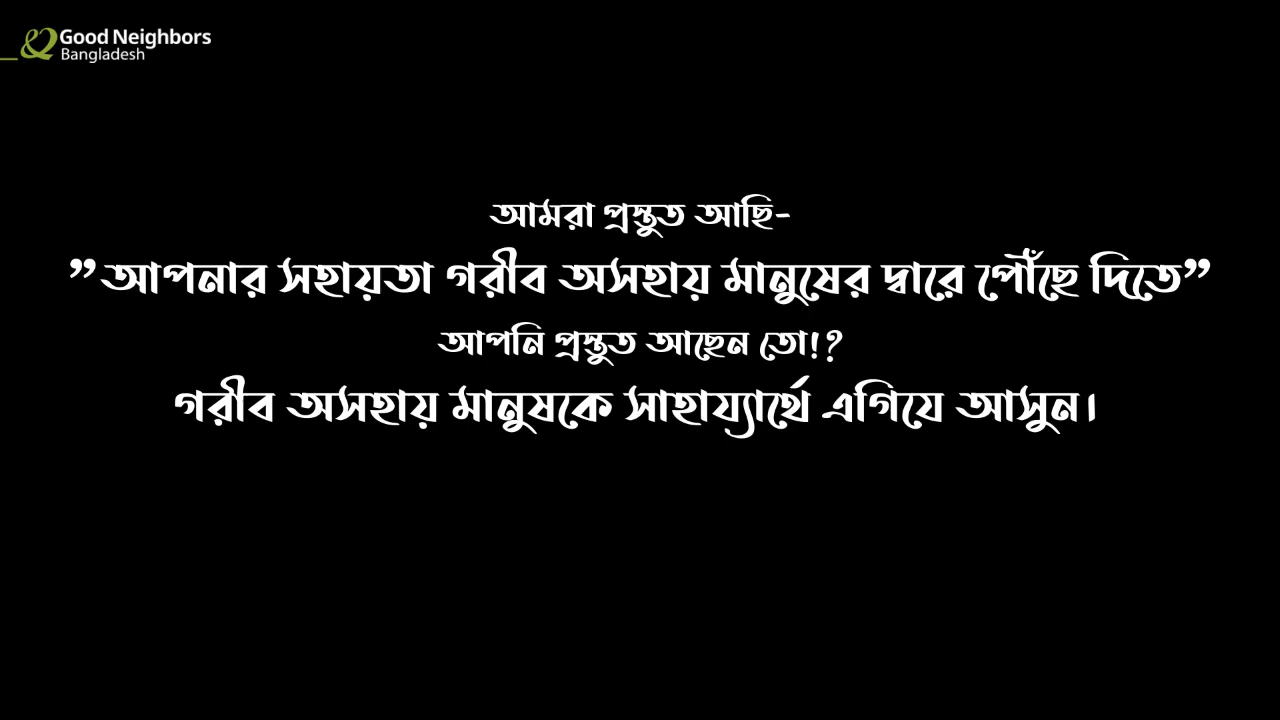 Good Neighbors
Bangladesh
আমরা প্রস্তুত আছি-
”আপনার সহায়তা গরীব অসহায় মানুষের দ্বারে পৌঁছে দিতে”
আপনি প্রস্তুত আছেন তো!?
গরীব অসহায় মানুষকে সাহায্যার্থে এগিযে আসুন।